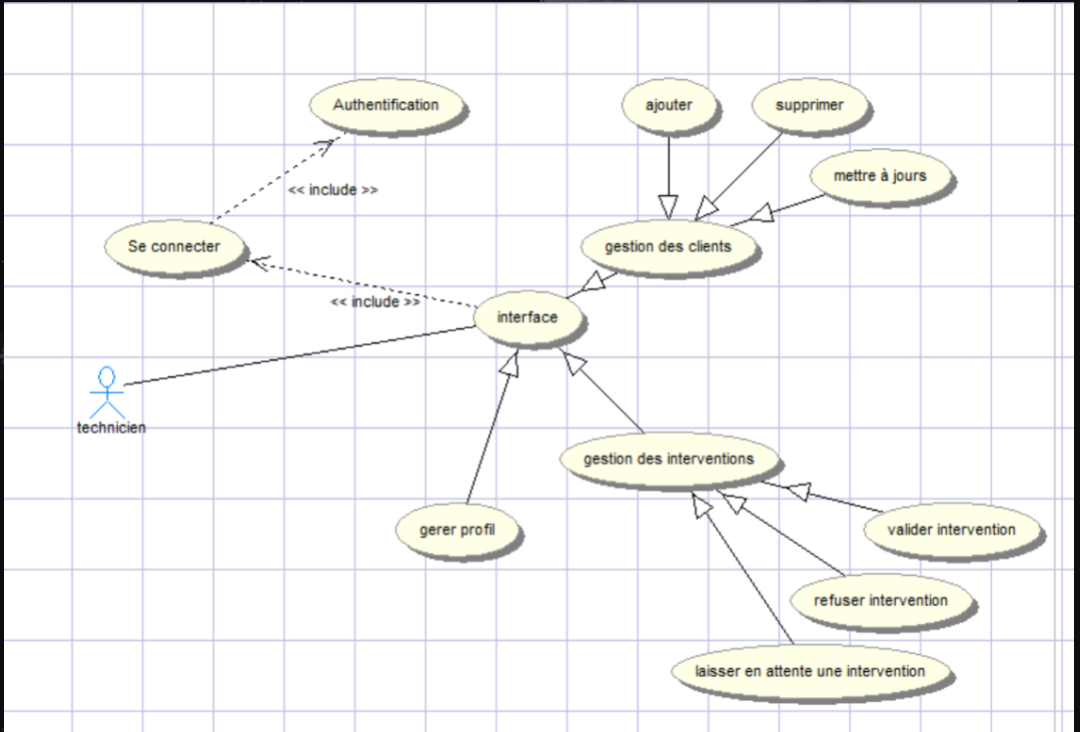 Authentification
ajouter
supprimer
mettre à jours
<< include >>
Se connecter
gestion des clients
<< include >>
interface
technicien
gestion des interventions
gerer profil
valider intervention
refuser intervention
laisser en attente une intervention